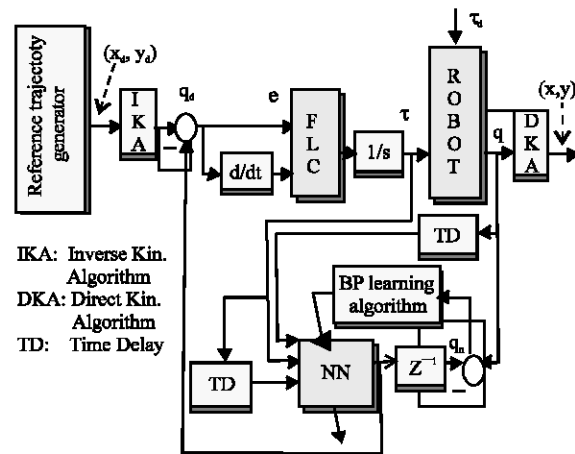 Reference trajectoty
generator
(x_d, y_d)
I
K
A
q_d
−
e
d/dt
F
L
C
1/s
τ
τ_d
R
O
B
O
T
q
D
K
A
(x,y)
IKA: Inverse Kin.
Algorithm
DKA: Direct Kin.
Algorithm
TD: Time Delay
TD
BP learning
algorithm
TD
NN
Z⁻¹
q_m
−